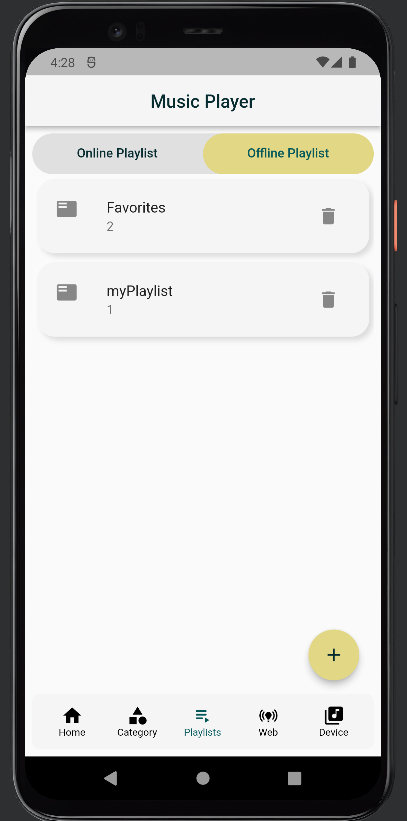 4:28
Music Player
Online Playlist Offline Playlist
Favorites
2
myPlaylist
1
+
Home Category Playlists Web Device